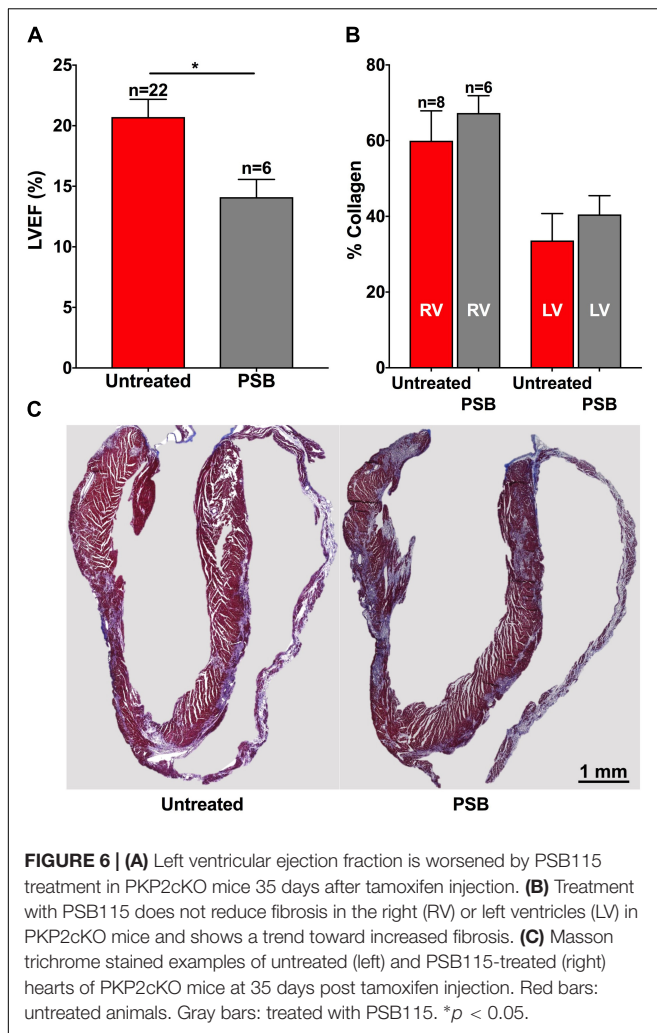 A
B
25
20
15
10
5
0
LVEF (%)
n=22
*
n=6
Untreated
PSB
80
60
40
20
0
% Collagen
n=8
n=6
RV
RV
LV
LV
Untreated
PSB
Untreated
PSB
C
1 mm
Untreated
PSB
FIGURE 6 | (A) Left ventricular ejection fraction is worsened by PSB115
treatment in PKP2cKO mice 35 days after tamoxifen injection. (B) Treatment
with PSB115 does not reduce fibrosis in the right (RV) or left ventricles (LV) in
PKP2cKO mice and shows a trend toward increased fibrosis. (C) Masson
trichrome stained examples of untreated (left) and PSB115-treated (right)
hearts of PKP2cKO mice at 35 days post tamoxifen injection. Red bars:
untreated animals. Gray bars: treated with PSB115. *p < 0.05.